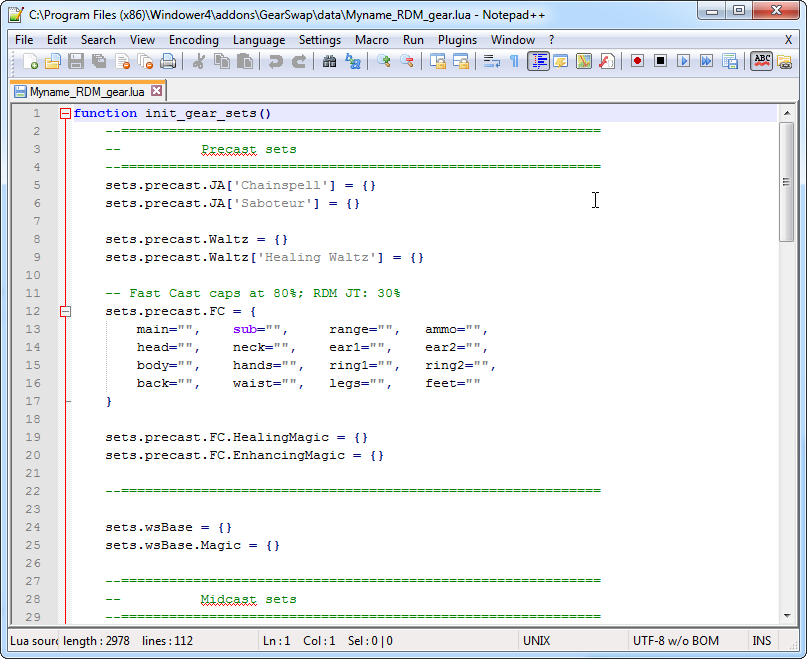 C:\Program Files (x86)\Windower4\addons\GearSwap\data\Myname_RDM_gear.lua - Notepad++
File Edit Search View Encoding Language Settings Macro Run Plugins Window ? X
ABC
Myname_RDM_gear.lua
1 function init_gear_sets()
2 --============================================================
3 -- Precast sets
4 --============================================================
5 sets.precast.JA['Chainspell'] = {}
6 sets.precast.JA['Saboteur'] = {}
7
8 sets.precast.Waltz = {}
9 sets.precast.Waltz['Healing Waltz'] = {}
10
11 -- Fast Cast caps at 80%; RDM JT: 30%
12 sets.precast.FC = {
13 main="", sub="", range="", ammo="",
14 head="", neck="", ear1="", ear2="",
15 body="", hands="", ring1="", ring2="",
16 back="", waist="", legs="", feet=""
17 }
18
19 sets.precast.FC.HealingMagic = {}
20 sets.precast.FC.EnhancingMagic = {}
21
22 --============================================================
23
24 sets.wsBase = {}
25 sets.wsBase.Magic = {}
26
27 --============================================================
28 -- Midcast sets
29 --============================================================
Lua sourc length : 2978 lines : 112 Ln : 1 Col : 1 Sel : 0 | 0 UNIX UTF-8 w/o BOM INS